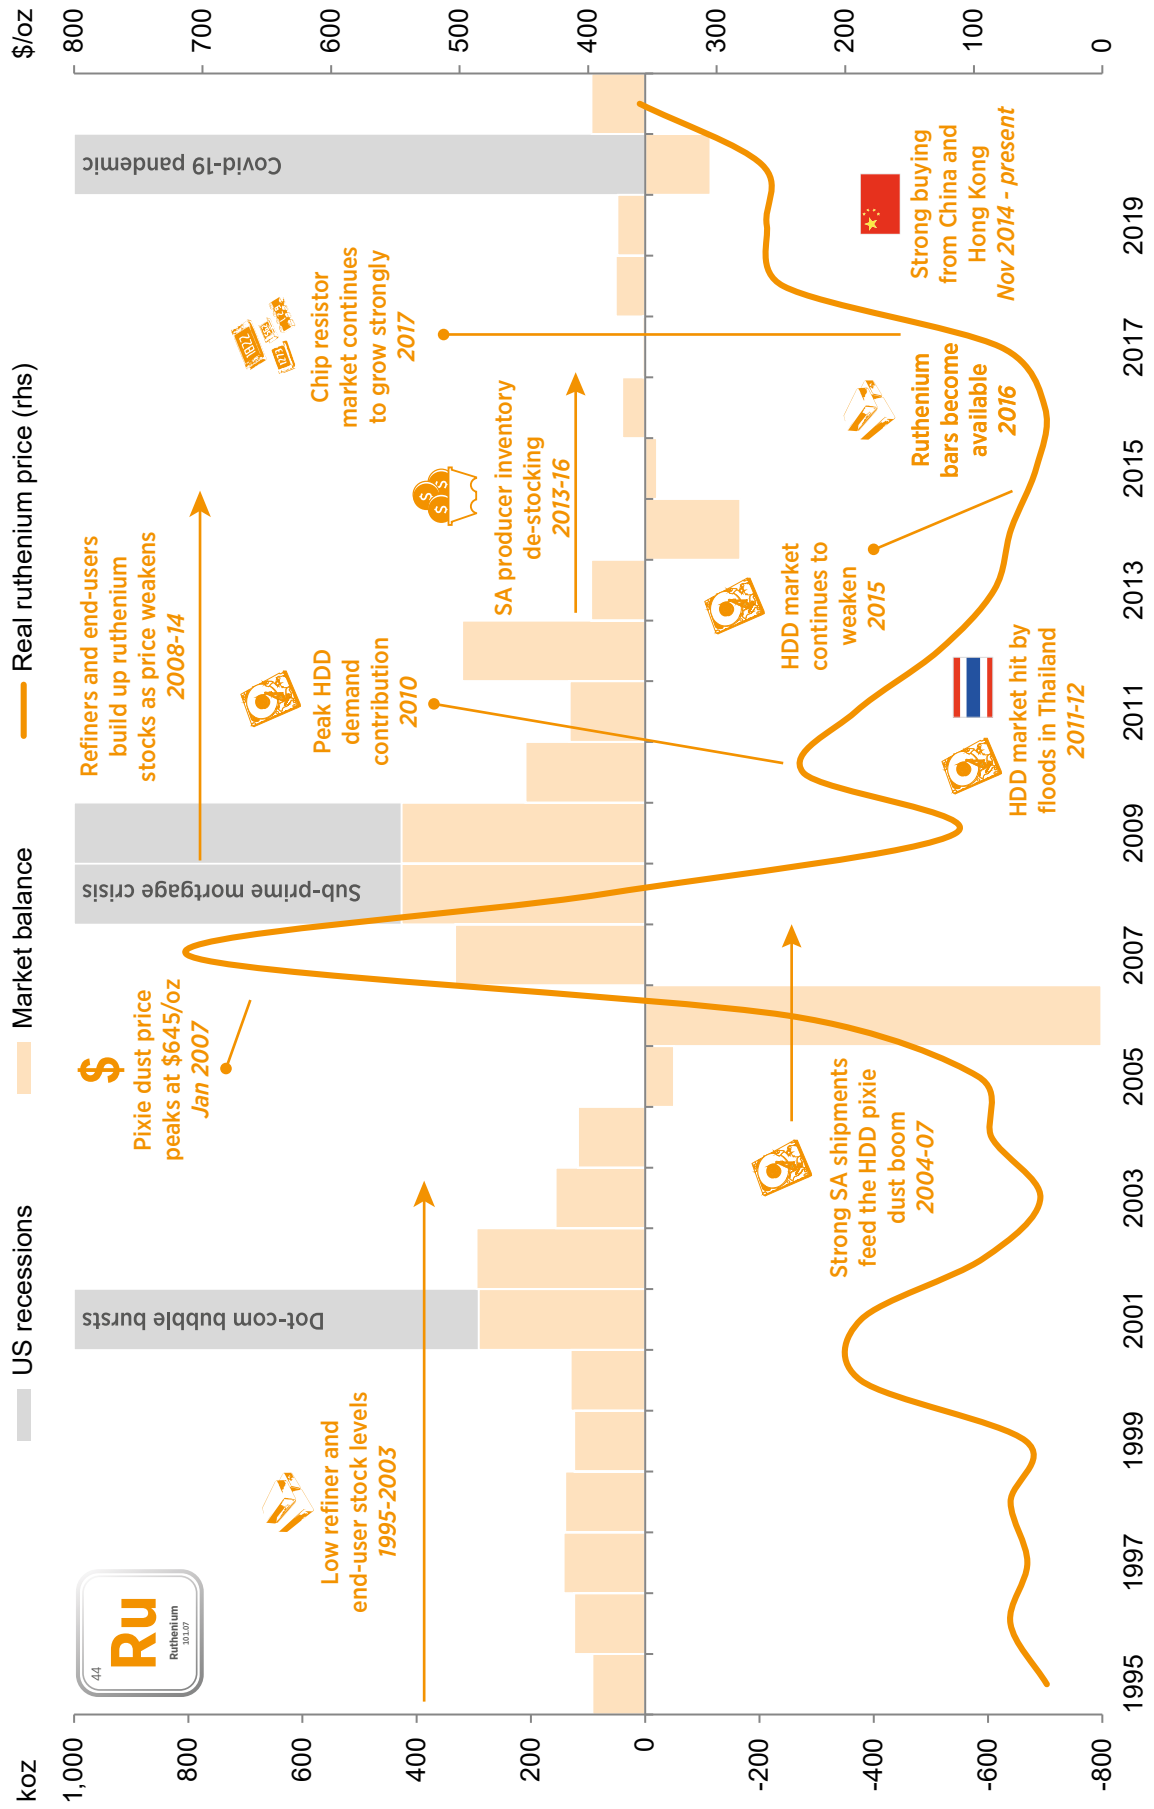 koz
US recessions
Market balance
Real ruthenium price (rhs)
$/oz
1,000
800
600
400
200
0
-200
-400
-600
-800
800
700
600
500
400
300
200
100
0
44
Ru
Ruthenium
101.07
Low refiner and
end-user stock levels
1995-2003
Dot-com bubble bursts
$
Pixie dust price
peaks at $645/oz
Jan 2007
Strong SA shipments
feed the HDD pixie
dust boom
2004-07
Sub-prime mortgage crisis
Refiners and end-users
build up ruthenium
stocks as price weakens
2008-14
Peak HDD
demand
contribution
2010
HDD market hit by
floods in Thailand
2011-12
SA producer inventory
de-stocking
2013-16
HDD market
continues to
weaken
2015
Chip resistor
market continues
to grow strongly
2017
Ruthenium
bars become
available
2016
Covid-19 pandemic
Strong buying
from China and
Hong Kong
Nov 2014 - present
1995
1997
1999
2001
2003
2005
2007
2009
2011
2013
2015
2017
2019